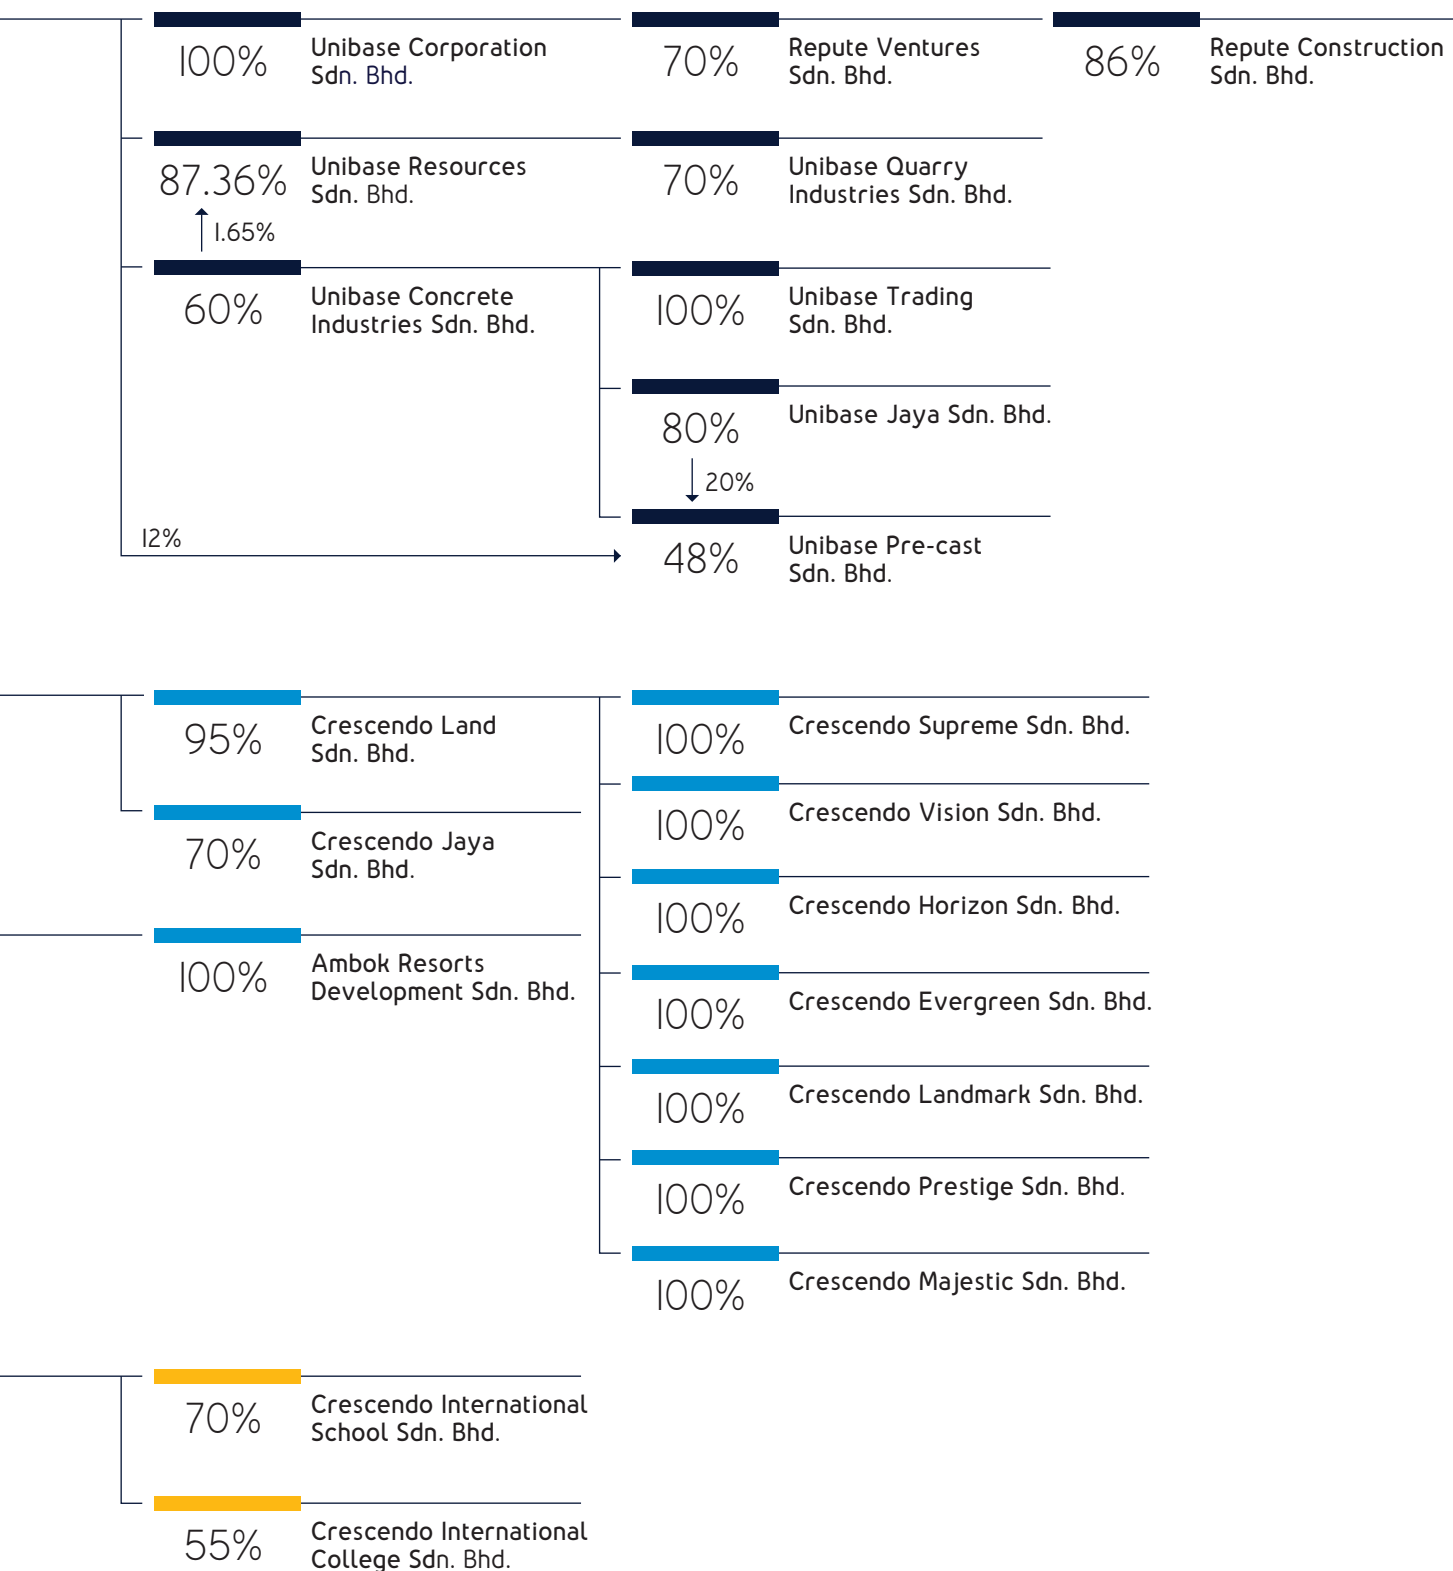 100%
Unibase Corporation
Sdn. Bhd.
70%
Repute Ventures
Sdn. Bhd.
86%
Repute Construction
Sdn. Bhd.
87.36%
Unibase Resources
Sdn. Bhd.
70%
Unibase Quarry
Industries Sdn. Bhd.
1.65%
60%
Unibase Concrete
Industries Sdn. Bhd.
100%
Unibase Trading
Sdn. Bhd.
80%
Unibase Jaya Sdn. Bhd.
20%
12%
48%
Unibase Pre-cast
Sdn. Bhd.
95%
Crescendo Land
Sdn. Bhd.
100%
Crescendo Supreme Sdn. Bhd.
100%
Crescendo Vision Sdn. Bhd.
70%
Crescendo Jaya
Sdn. Bhd.
100%
Crescendo Horizon Sdn. Bhd.
100%
Ambok Resorts
Development Sdn. Bhd.
100%
Crescendo Evergreen Sdn. Bhd.
100%
Crescendo Landmark Sdn. Bhd.
100%
Crescendo Prestige Sdn. Bhd.
100%
Crescendo Majestic Sdn. Bhd.
70%
Crescendo International
School Sdn. Bhd.
55%
Crescendo International
College Sdn. Bhd.